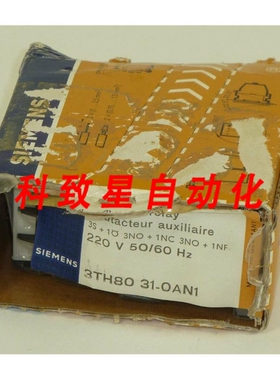 SIEMENS
科致星自动化
tacteur auxiliaire
3S + 1Ö 3NO + 1NC 3NO + 1NF
220 V 50/60 Hz
SIEMENS
3TH80 31-0AN1